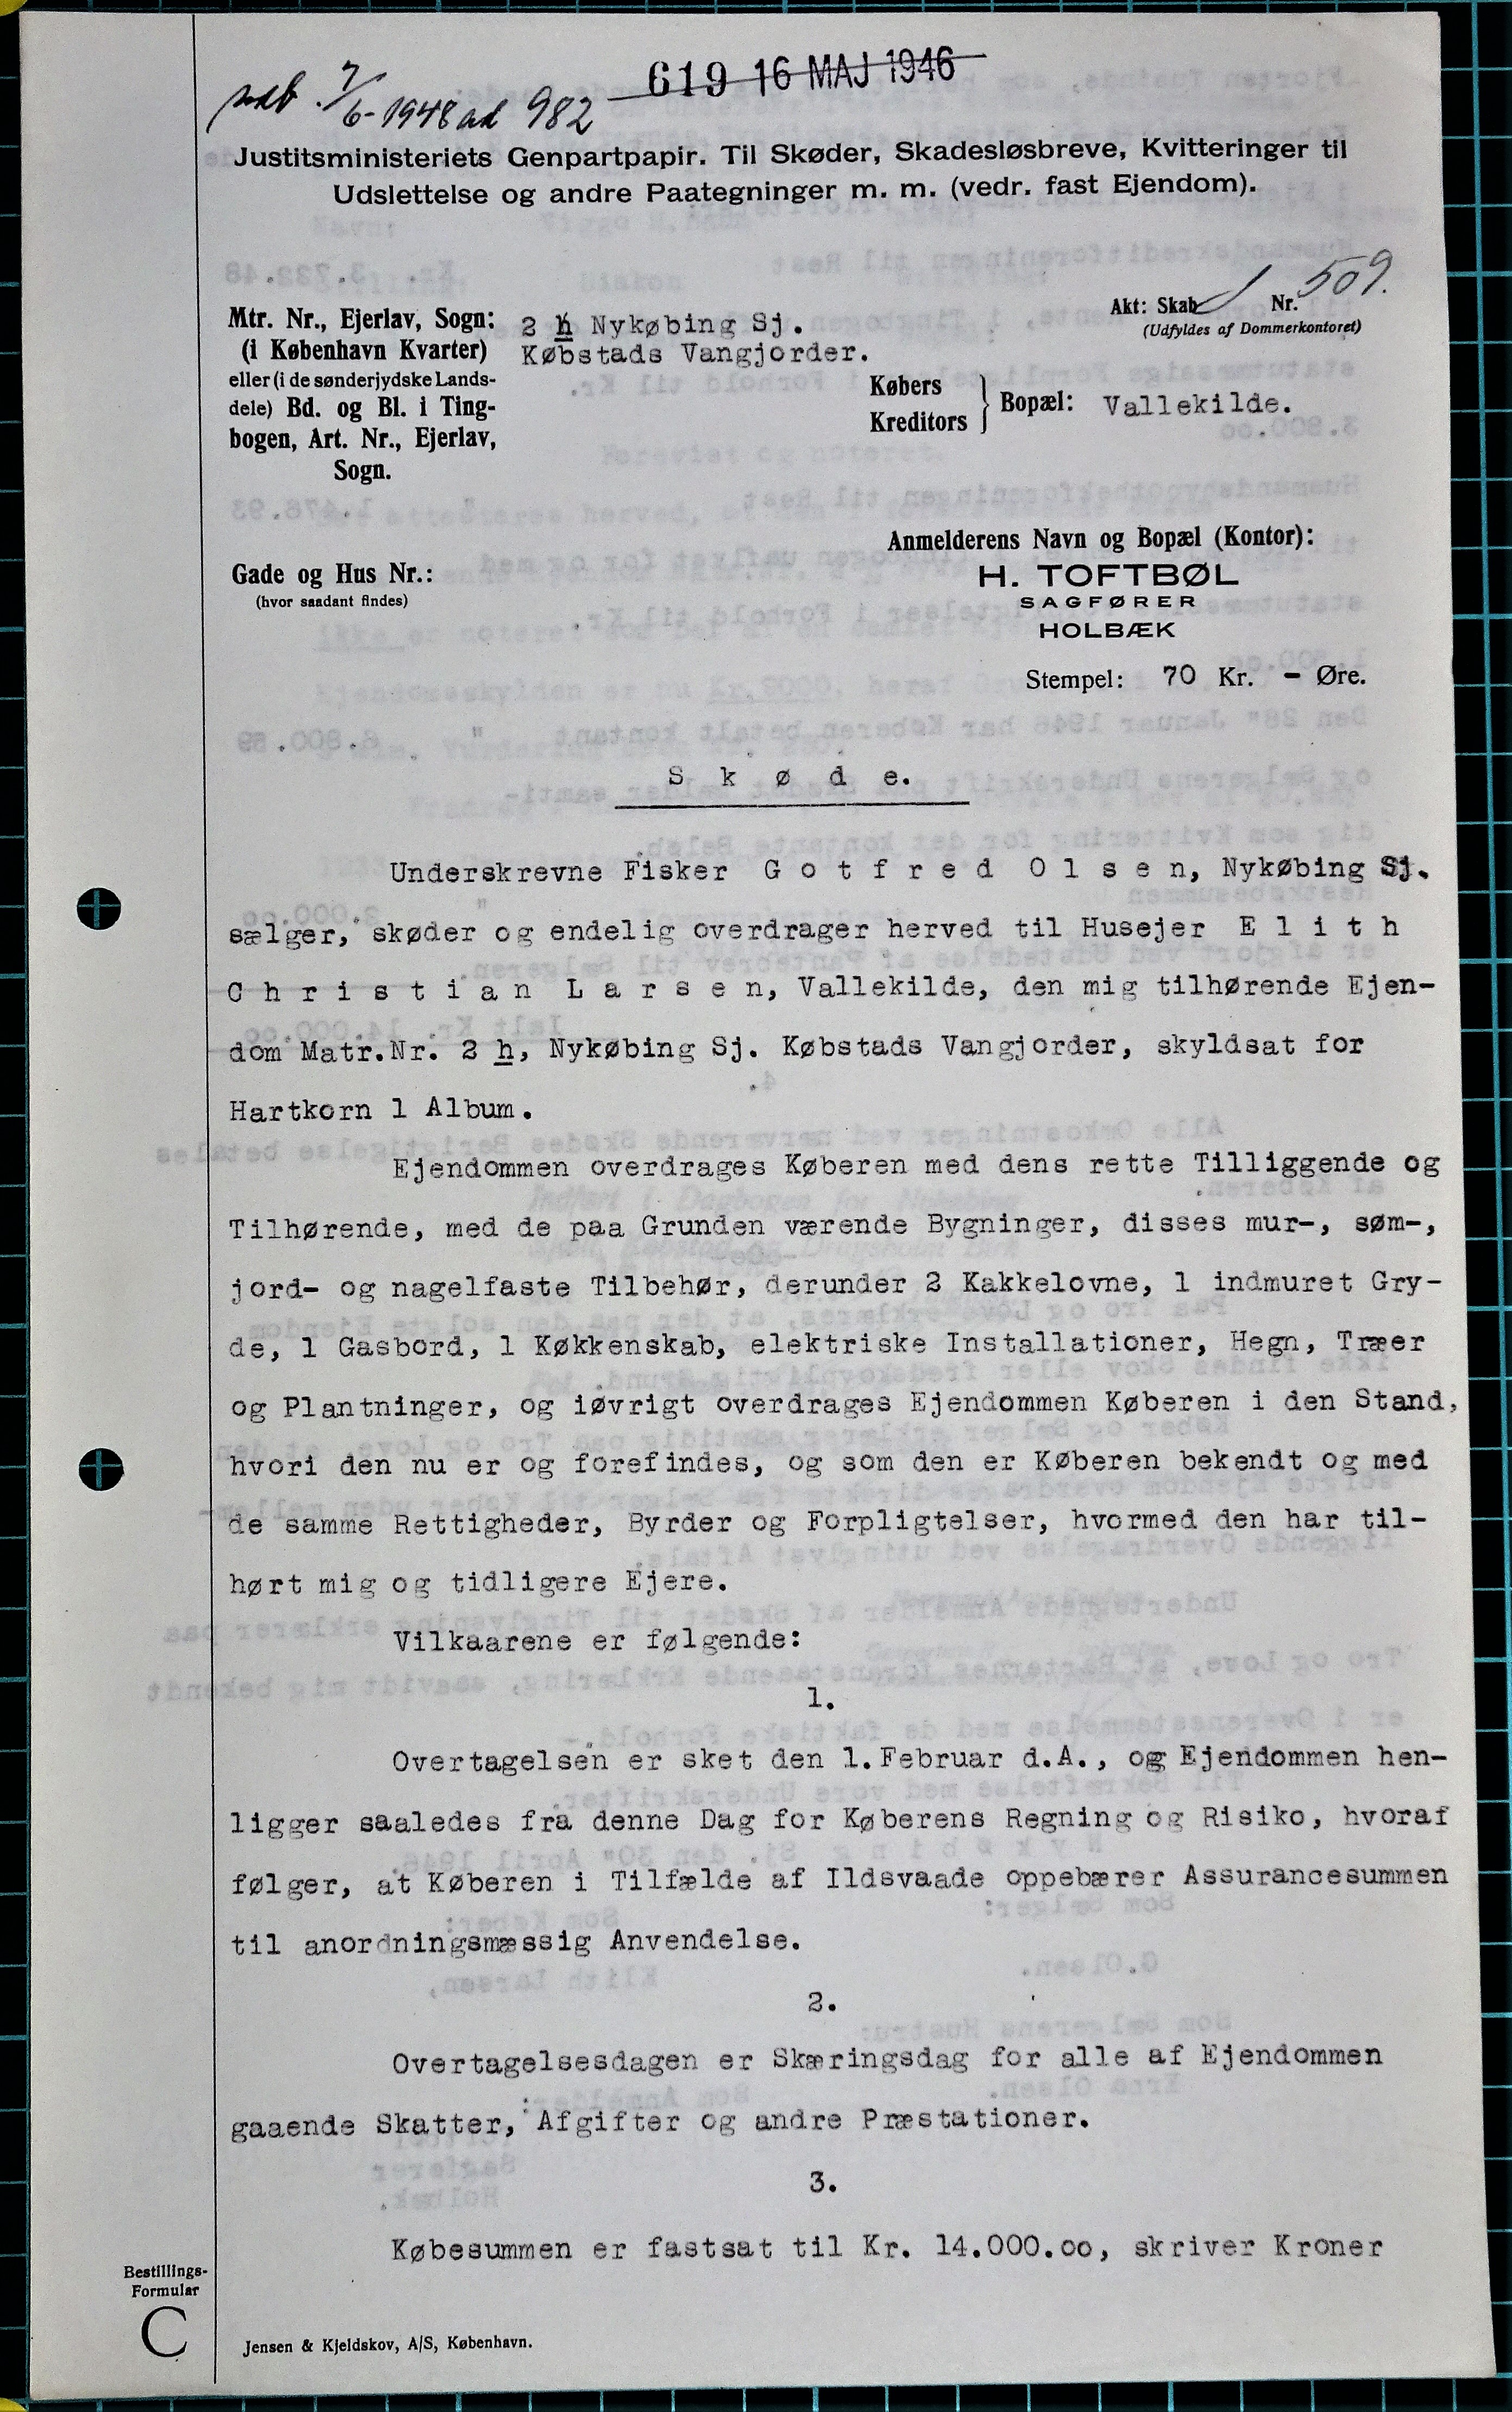 619 16 MAJ 1946
7/6-1948 ad 982
Justitsministeriets Genpartpapir. Til Skøder, Skadesløsbreve, Kvitteringer til
Udslettelse og andre Paategninger m. m. (vedr. fast Ejendom).
Akt: Skab Nr. 509.
(Udfyldes af Dommerkontoret)
Mtr. Nr., Ejerlav, Sogn: 2 h Nykøbing Sj.
(i København Kvarter) Købstads Vangjorder.
eller (i de sønderjydske Lands-
dele) Bd. og Bl. i Ting-
bogen, Art. Nr., Ejerlav,
Sogn.
Købers
Kreditors } Bopæl: Vallekilde.
Anmelderens Navn og Bopæl (Kontor):
Gade og Hus Nr.:
(hvor saadant findes)
H. TOFTBØL
SAGFØRER
HOLBÆK
Stempel: 70 Kr. - Øre.
S k ø d e.
Underskrevne Fisker G o t f r e d O l s e n, Nykøbing Sj.
sælger, skøder og endelig overdrager herved til Husejer E l i t h
C h r i s t i a n L a r s e n, Vallekilde, den mig tilhørende Ejen-
dom Matr.Nr. 2 h, Nykøbing Sj. Købstads Vangjorder, skyldsat for
Hartkorn 1 Album.
Ejendommen overdrages Køberen med dens rette Tilliggende og
Tilhørende, med de paa Grunden værende Bygninger, disses mur-, søm-,
jord- og nagelfaste Tilbehør, derunder 2 Kakkelovne, 1 indmuret Gry-
de, 1 Gasbord, 1 Køkkenskab, elektriske Installationer, Hegn, Træer
og Plantninger, og iøvrigt overdrages Ejendommen Køberen i den Stand,
hvori den nu er og forefindes, og som den er Køberen bekendt og med
de samme Rettigheder, Byrder og Forpligtelser, hvormed den har til-
hørt mig og tidligere Ejere.
Vilkaarene er følgende:
1.
Overtagelsen er sket den 1.Februar d.A., og Ejendommen hen-
ligger saaledes fra denne Dag for Køberens Regning og Risiko, hvoraf
følger, at Køberen i Tilfælde af Ildsvaade oppebærer Assurancesummen
til anordningsmæssig Anvendelse.
2.
Overtagelsesdagen er Skæringsdag for alle af Ejendommen
gaaende Skatter, Afgifter og andre Præstationer.
3.
Købesummen er fastsat til Kr. 14.000.oo, skriver Kroner
Bestillings-
Formular
C
Jensen & Kjeldskov, A/S, København.